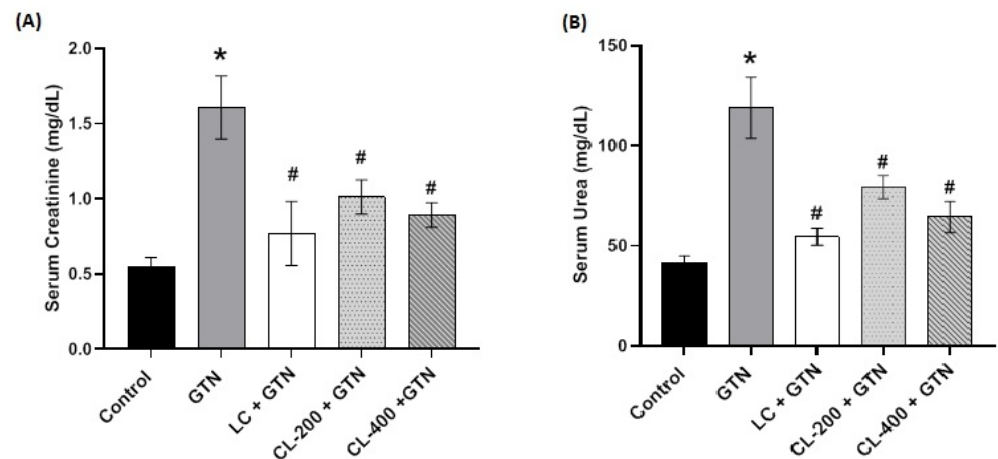 (A)
Serum Creatinine (mg/dL)
2.0
1.5
1.0
0.5
0.0
*
#
#
#
Control
GTN
LC + GTN
CL-200 + GTN
CL-400 +GTN
(B)
Serum Urea (mg/dL)
150
100
50
0
*
#
#
#
Control
GTN
LC + GTN
CL-200 + GTN
CL-400 + GTN